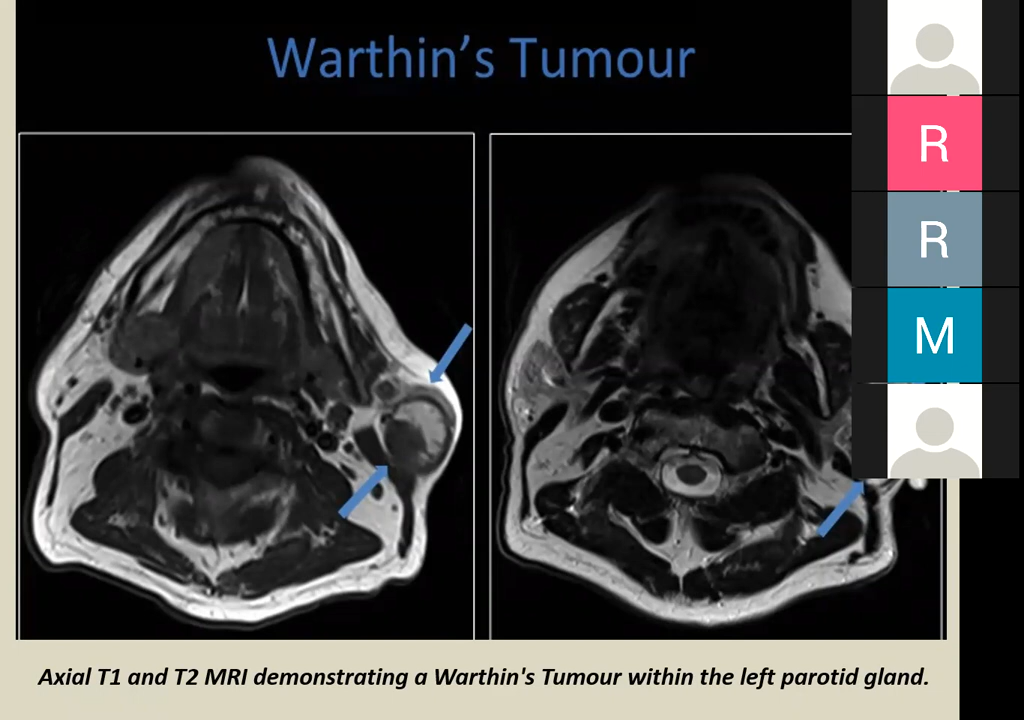 Warthin's Tumour
R
R
M
Axial T1 and T2 MRI demonstrating a Warthin's Tumour within the left parotid gland.